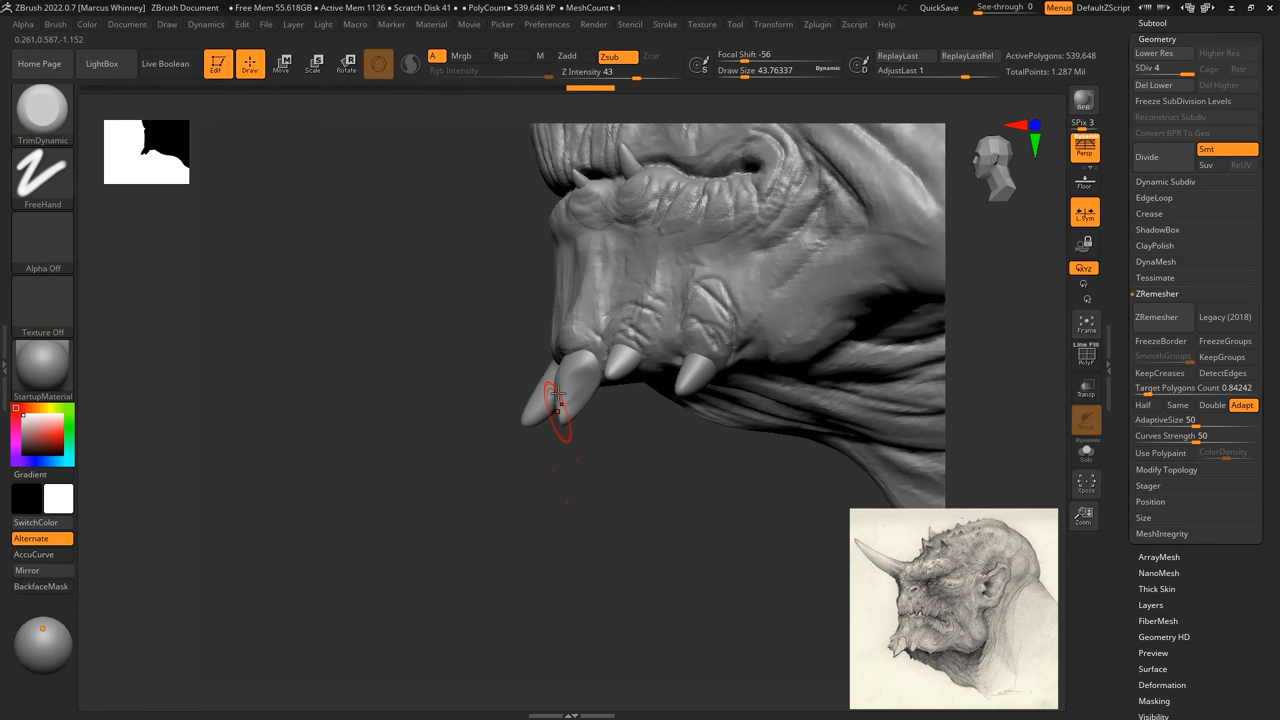 ZBrush 2022.0.7 [Marcus Whinney] ZBrush Document • Free Mem 55.618GB • Active Mem 1126 • Scratch Disk 41 • PolyCount►539.648 KP • MeshCount►1 AC QuickSave See-through 0 Menus DefaultZScript
Alpha Brush Color Document Draw Dynamics Edit File Layer Light Macro Marker Material Movie Picker Preferences Render Stencil Stroke Texture Tool Transform Zplugin Zscript Help
0.261,0.587,-1.152
Home Page LightBox Live Boolean Edit Draw Move Scale Rotate
A Mrgb Rgb M Zadd Zsub Zcut
Rgb Intensity Z Intensity 43
Focal Shift -56
Draw Size 43.76337 Dynamic
S D
ReplayLast ReplayLastRel
AdjustLast 1
ActivePolygons: 539,648
TotalPoints: 1.287 Mil
TrimDynamic
FreeHand
Alpha Off
Texture Off
StartupMaterial
Gradient
SwitchColor
Alternate
AccuCurve
Mirror
BackfaceMask
BPR
SPix 3
Dynamic
Persp
Floor
L.Sym
XYZ
Frame
Line Fill
PolyF
Transp
Ghost
Dynamic
Solo
Xpose
Zoom
Subtool
Geometry
Lower Res Higher Res
SDiv 4 Cage Rstr
Del Lower Del Higher
Freeze SubDivision Levels
Reconstruct Subdiv
Convert BPR To Geo
Divide Smt
Suv ReUV
Dynamic Subdiv
EdgeLoop
Crease
ShadowBox
ClayPolish
DynaMesh
Tessimate
ZRemesher
ZRemesher Legacy (2018)
FreezeBorder FreezeGroups
SmoothGroups KeepGroups
KeepCreases DetectEdges
Target Polygons Count 0.84242
Half Same Double Adapt
AdaptiveSize 50
Curves Strength 50
Use Polypaint ColorDensity
Modify Topology
Stager
Position
Size
MeshIntegrity
ArrayMesh
NanoMesh
Thick Skin
Layers
FiberMesh
Geometry HD
Preview
Surface
Deformation
Masking
Visibility